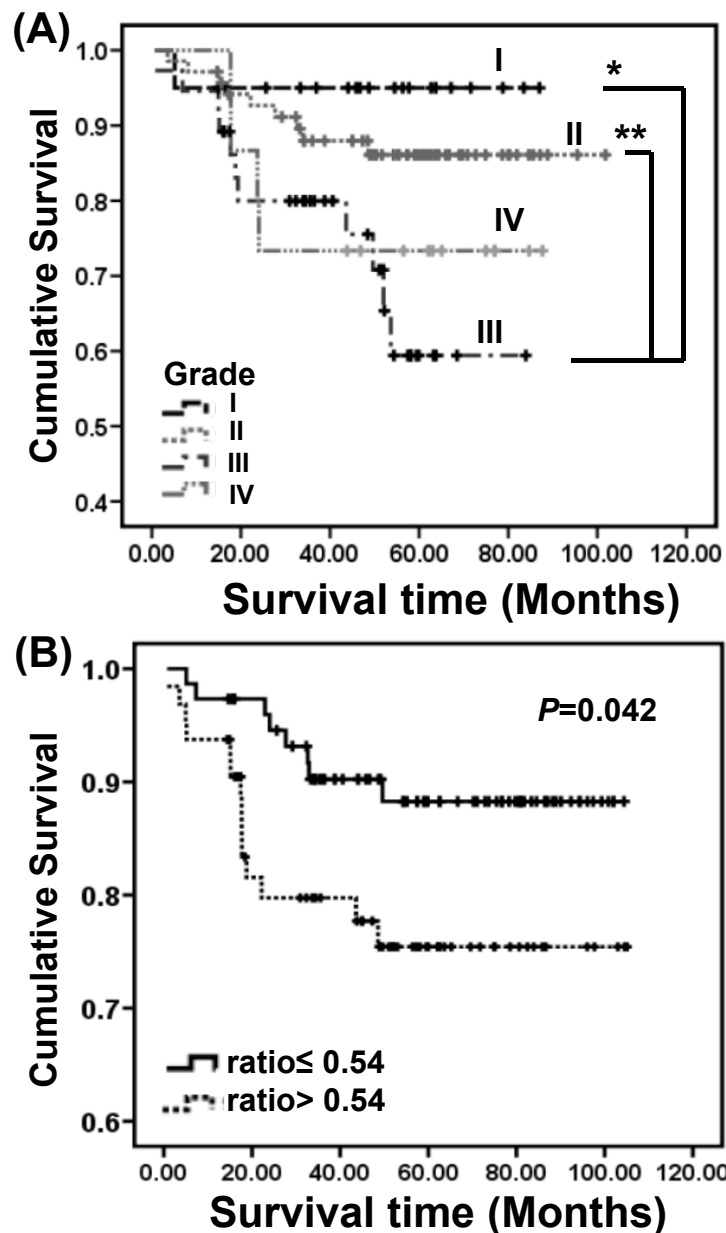 (A)
Cumulative Survival
1.0
0.9
0.8
0.7
0.6
0.5
0.4
I
*
II
**
IV
III
Grade
I
II
III
IV
0.00 20.00 40.00 60.00 80.00 100.00 120.00
Survival time (Months)
(B)
Cumulative Survival
1.0
0.9
0.8
0.7
0.6
P=0.042
ratio≤ 0.54
ratio> 0.54
0.00 20.00 40.00 60.00 80.00 100.00 120.00
Survival time (Months)